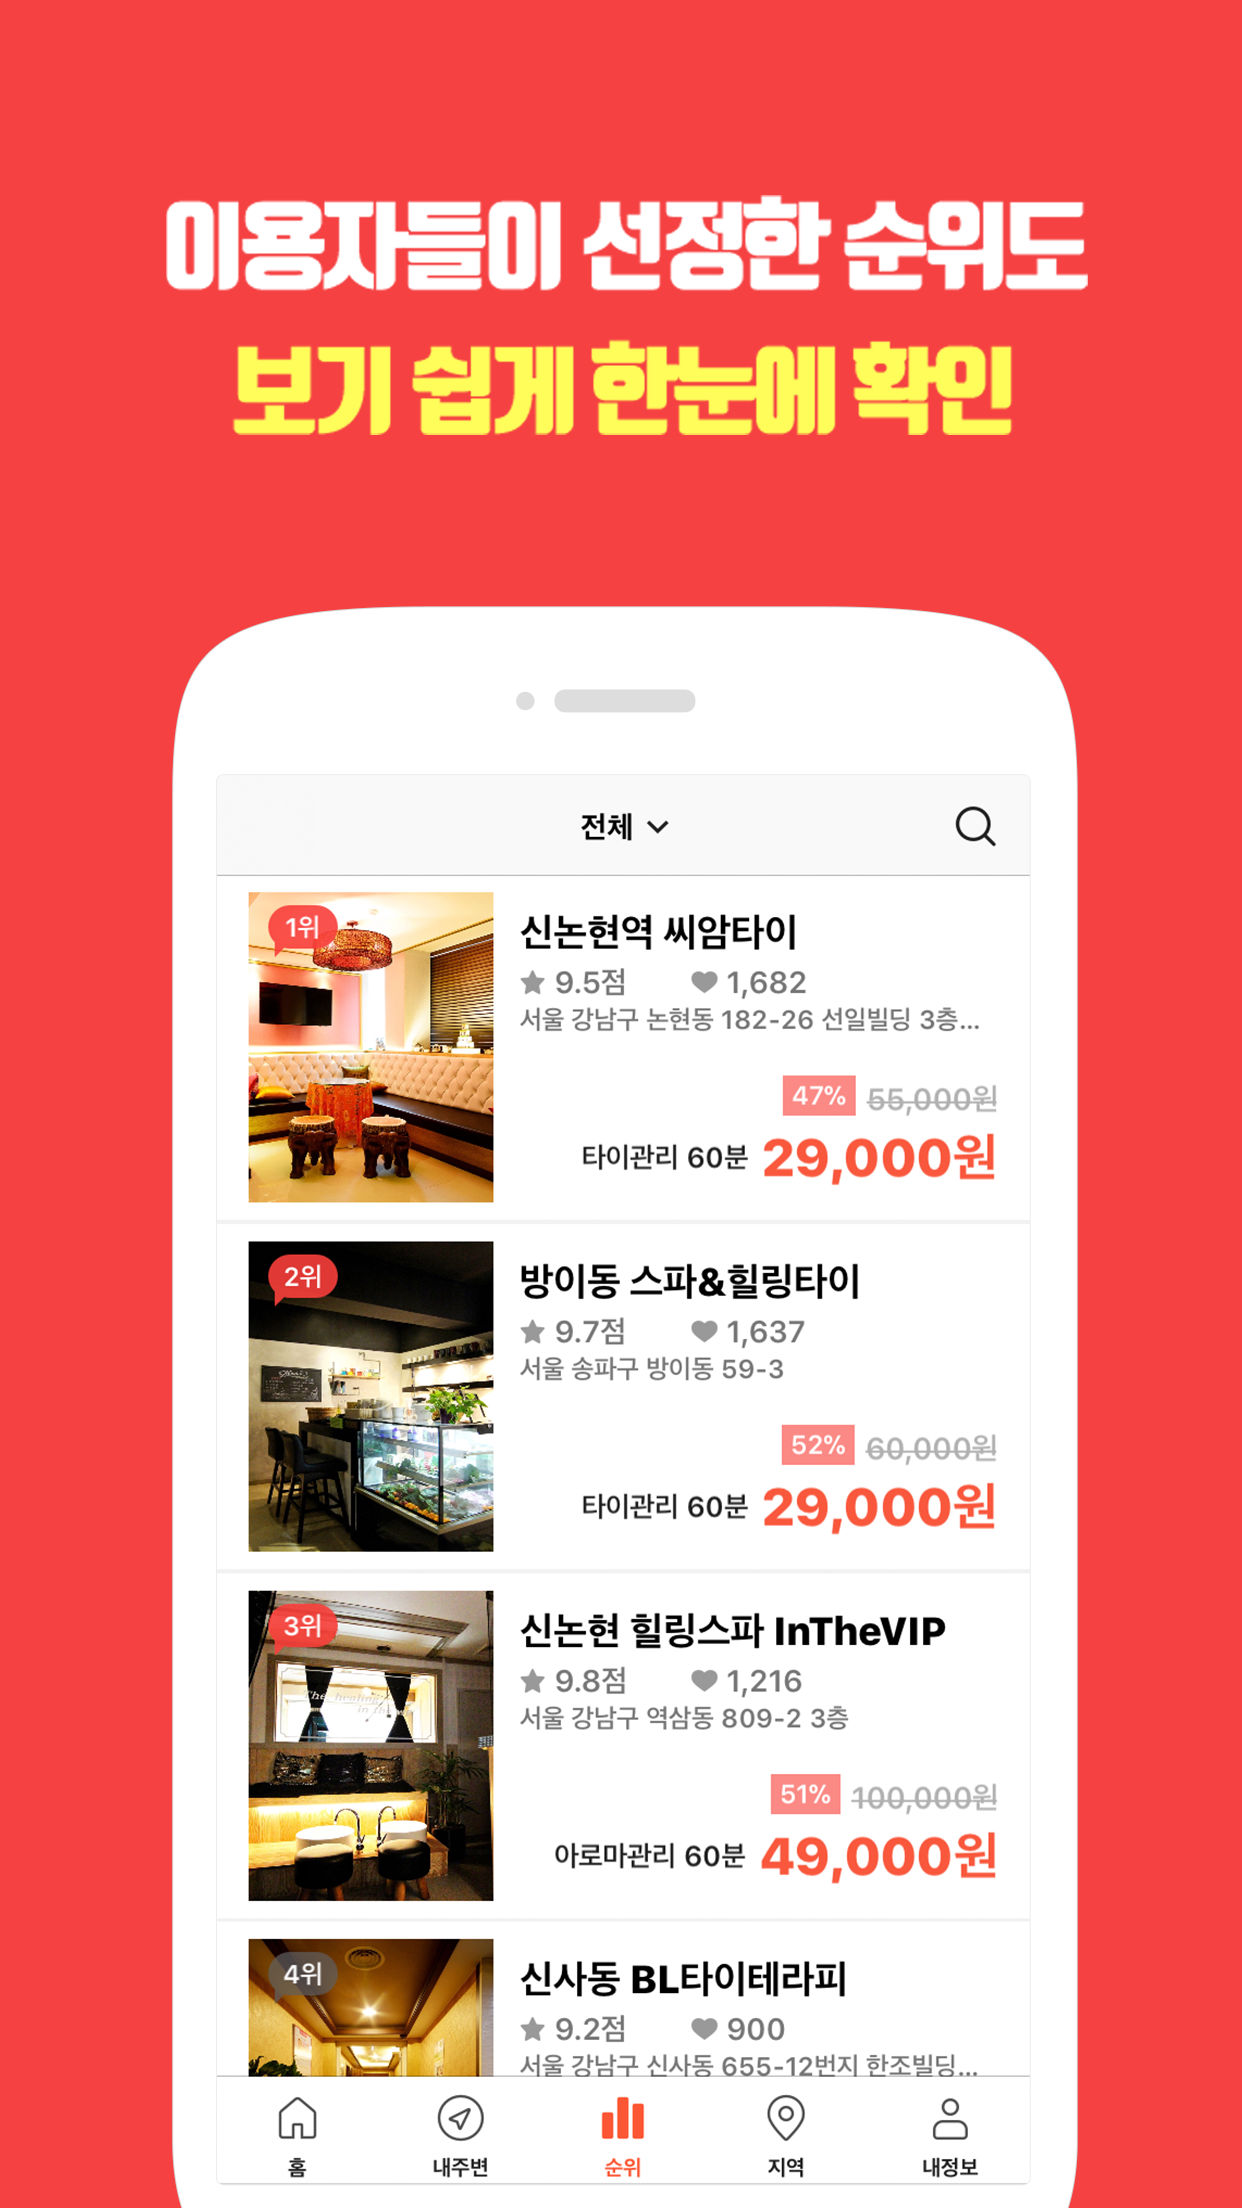 이용자들이 선정한 순위도
보기 쉽게 한눈에 확인
전체
1위
신논현역 씨암타이
9.5점 1,682
서울 강남구 논현동 182-26 선일빌딩 3층...
47% 55,000원
타이관리 60분 29,000원
2위
방이동 스파&힐링타이
9.7점 1,637
서울 송파구 방이동 59-3
52% 60,000원
타이관리 60분 29,000원
3위
신논현 힐링스파 InTheVIP
9.8점 1,216
서울 강남구 역삼동 809-2 3층
51% 100,000원
아로마관리 60분 49,000원
4위
신사동 BL타이테라피
9.2점 900
서울 강남구 신사동 655-12번지 한조빌딩...
홈 내주변 순위 지역 내정보